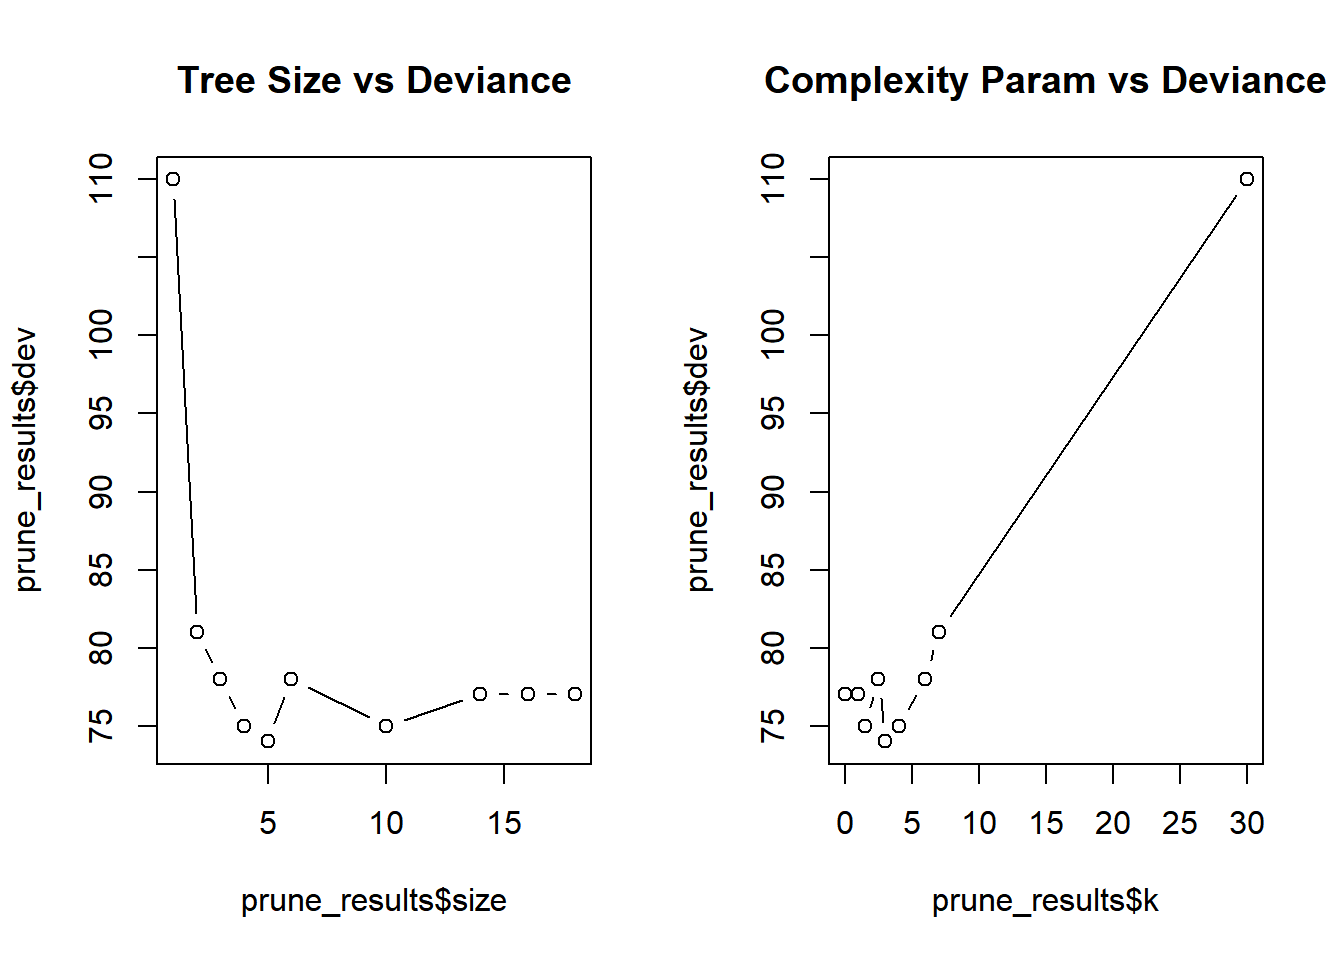 Tree Size vs Deviance
prune_results$dev
110
100
95
90
85
80
75
5 10 15
prune_results$size
Complexity Param vs Deviance
prune_results$dev
110
100
95
90
85
80
75
0 5 10 15 20 25 30
prune_results$k